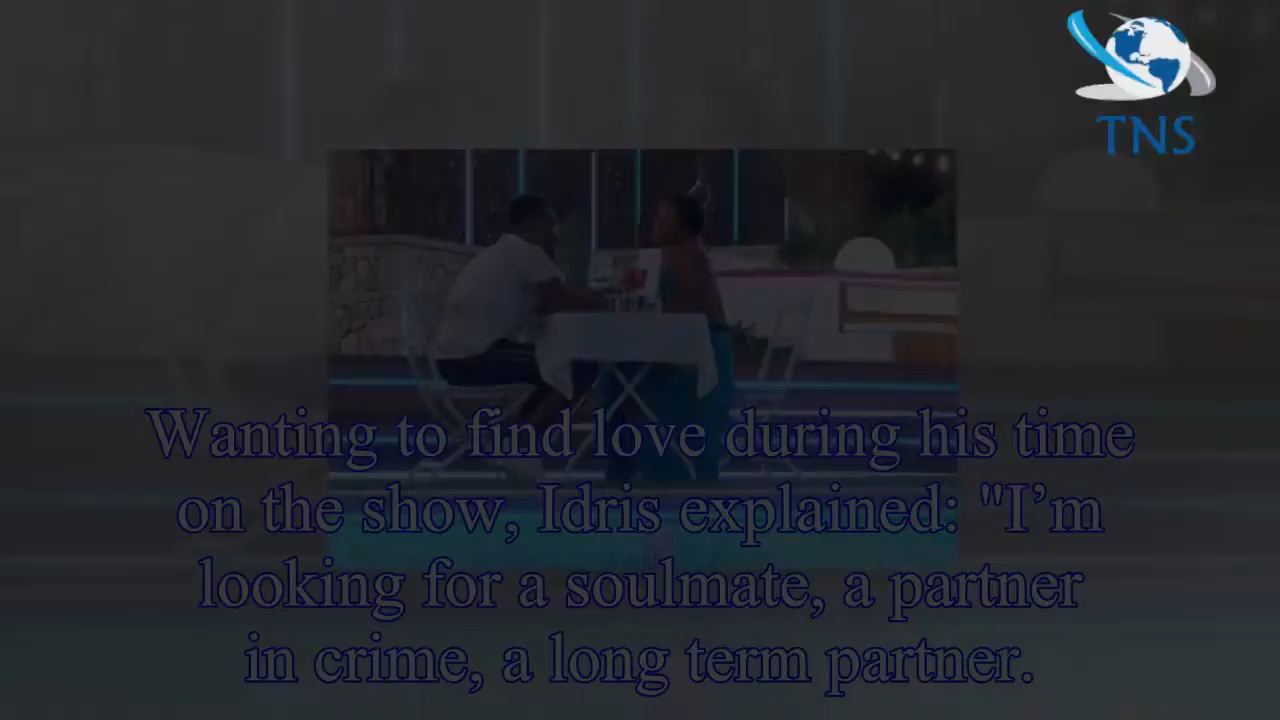 TNS
Wanting to find love during his time
on the show, Idris explained: "I’m
looking for a soulmate, a partner
in crime, a long term partner.